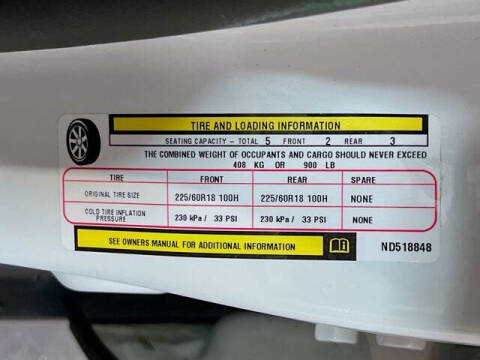 TIRE AND LOADING INFORMATION
SEATING CAPACITY - TOTAL 5 FRONT 2 REAR 3
THE COMBINED WEIGHT OF OCCUPANTS AND CARGO SHOULD NEVER EXCEED
408 KG OR 900 LB
TIRE FRONT REAR SPARE
ORIGINAL TIRE SIZE 225/60R18 100H 225/60R18 100H NONE
COLD TIRE INFLATION
PRESSURE 230 kPa / 33 PSI 230 kPa / 33 PSI NONE
SEE OWNERS MANUAL FOR ADDITIONAL INFORMATION ND518848